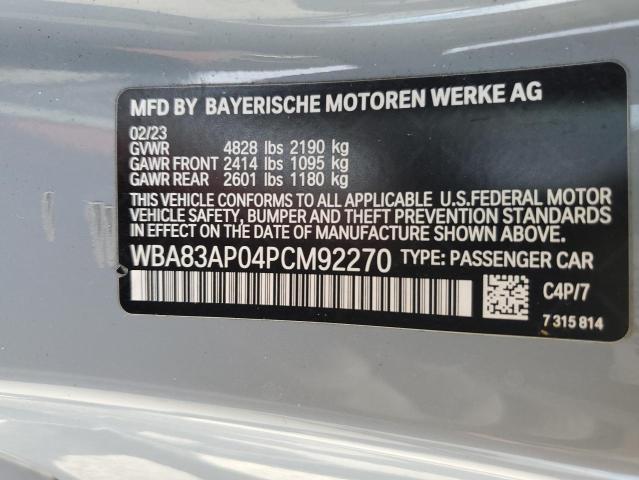 MFD BY BAYERISCHE MOTOREN WERKE AG
02/23
GVWR 4828 lbs 2190 kg
GAWR FRONT 2414 lbs 1095 kg
GAWR REAR 2601 lbs 1180 kg
THIS VEHICLE CONFORMS TO ALL APPLICABLE U.S.FEDERAL MOTOR
VEHICLE SAFETY, BUMPER AND THEFT PREVENTION STANDARDS
IN EFFECT ON THE DATE OF MANUFACTURE SHOWN ABOVE.
WBA83AP04PCM92270 TYPE: PASSENGER CAR
C4P/7
7 315 814